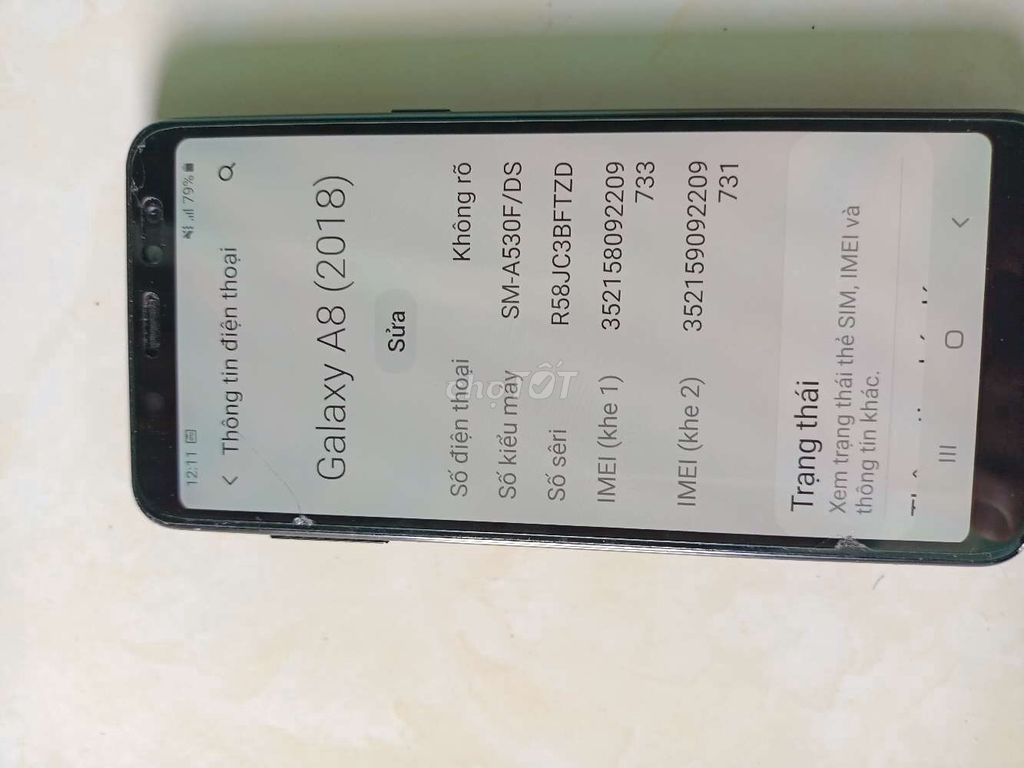 12:11
79%
Thông tin điện thoại
Galaxy A8 (2018)
Sửa
Số điện thoại Không rõ
Số kiểu máy SM-A530F/DS
Số sêri R58JC3BFTZD
IMEI (khe 1) 352158092209
733
IMEI (khe 2) 352159092209
731
Trạng thái
Xem trạng thái thẻ SIM, IMEI và
thông tin khác.
chợTỐT